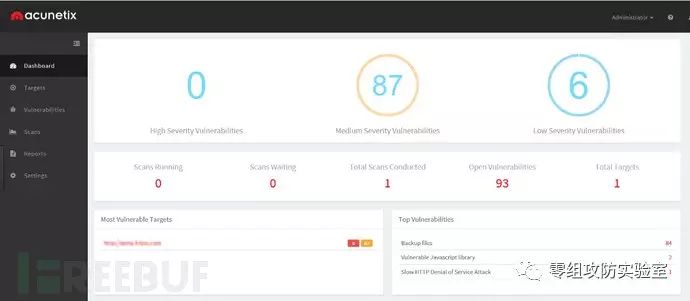 acunetix
Administrator
Dashboard
Targets
Vulnerabilities
Scans
Reports
Settings
0
87
6
High Severity Vulnerabilities
Medium Severity Vulnerabilities
Low Severity Vulnerabilities
Scans Running
Scans Waiting
Total Scans Conducted
Open Vulnerabilities
Total Targets
0
0
1
93
1
Most Vulnerable Targets
Top Vulnerabilities
Backup files
84
Vulnerable Javascript library
2
Slow HTTP Denial of Service Attack
1
REEBUF
零组攻防实验室